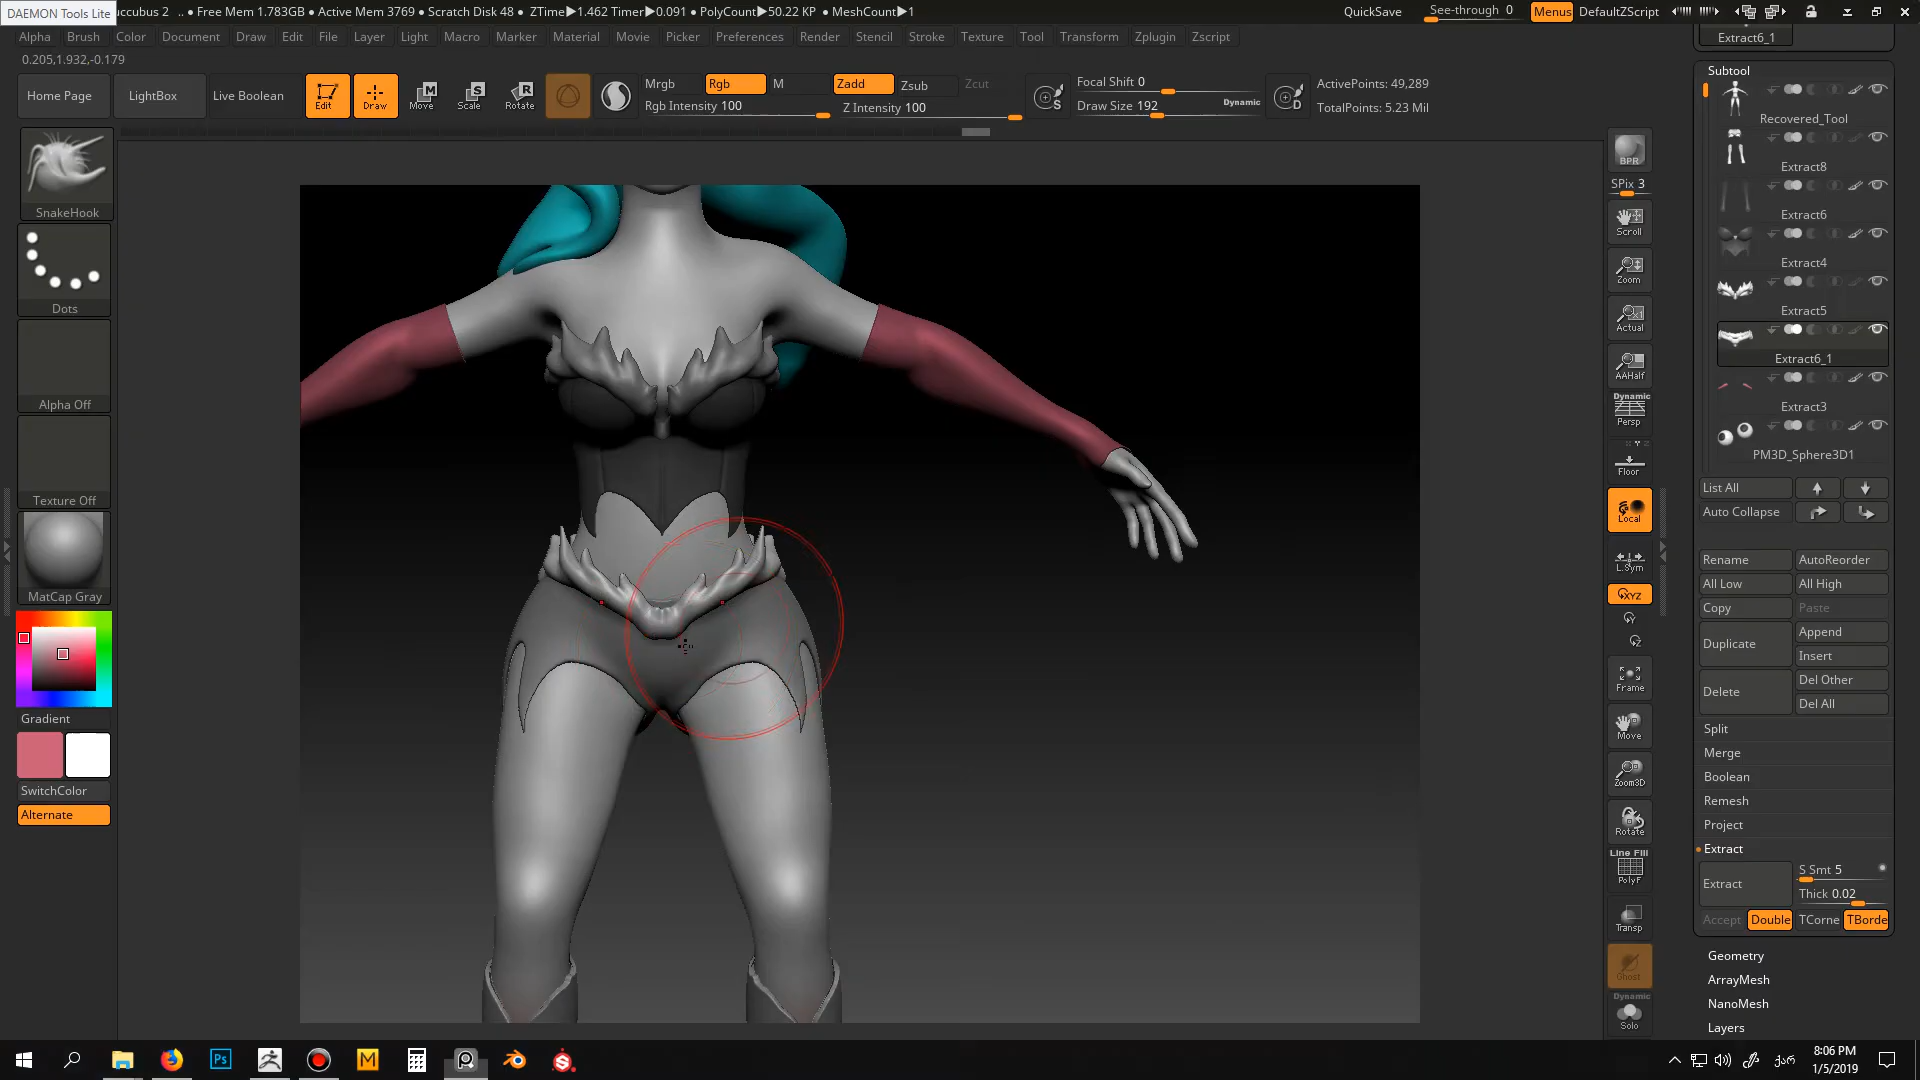 DAEMON Tools Lite
uccubus 2 .. ● Free Mem 1.783GB ● Active Mem 3769 ● Scratch Disk 48 ● ZTime▶1.462 Timer▶0.091 ● PolyCount▶50.22 KP ● MeshCount▶1
QuickSave See-through 0 Menus DefaultZScript
Alpha Brush Color Document Draw Edit File Layer Light Macro Marker Material Movie Picker Preferences Render Stencil Stroke Texture Tool Transform Zplugin Zscript
0.205,1.932,-0.179
Home Page LightBox Live Boolean Edit Draw Move Scale Rotate
Mrgb Rgb M Zadd Zsub Zcut
Rgb Intensity 100 Z Intensity 100
Focal Shift 0
Draw Size 192 Dynamic
ActivePoints: 49,289
TotalPoints: 5.23 Mil
SnakeHook
Dots
Alpha Off
Texture Off
MatCap Gray
Gradient
SwitchColor
Alternate
BPR
SPix 3
Scroll
Zoom
Actual
AAHalf
Dynamic
Persp
Floor
Local
L.Sym
XYZ
Frame
Move
Zoom3D
Rotate
Line Fill
PolyF
Transp
Ghost
Dynamic
Solo
Extract6_1
Subtool
Recovered_Tool
Extract8
Extract6
Extract4
Extract5
Extract6_1
Extract3
PM3D_Sphere3D1
List All
Auto Collapse
Rename AutoReorder
All Low All High
Copy Paste
Duplicate Append
Insert
Delete Del Other
Del All
Split
Merge
Boolean
Remesh
Project
Extract
Extract S Smt 5
Thick 0.02
Accept Double TCorne TBorde
Geometry
ArrayMesh
NanoMesh
Layers
Ps
M
ქარ
8:06 PM
1/5/2019